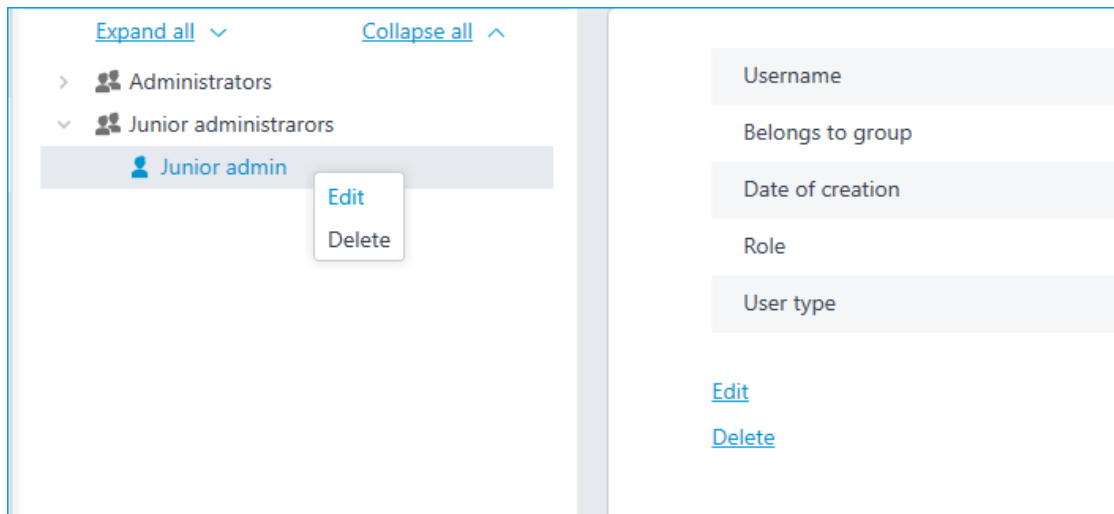 Expand all
Collapse all
Administrators
Junior administrarors
Junior admin
Edit
Delete
Username
Belongs to group
Date of creation
Role
User type
Edit
Delete